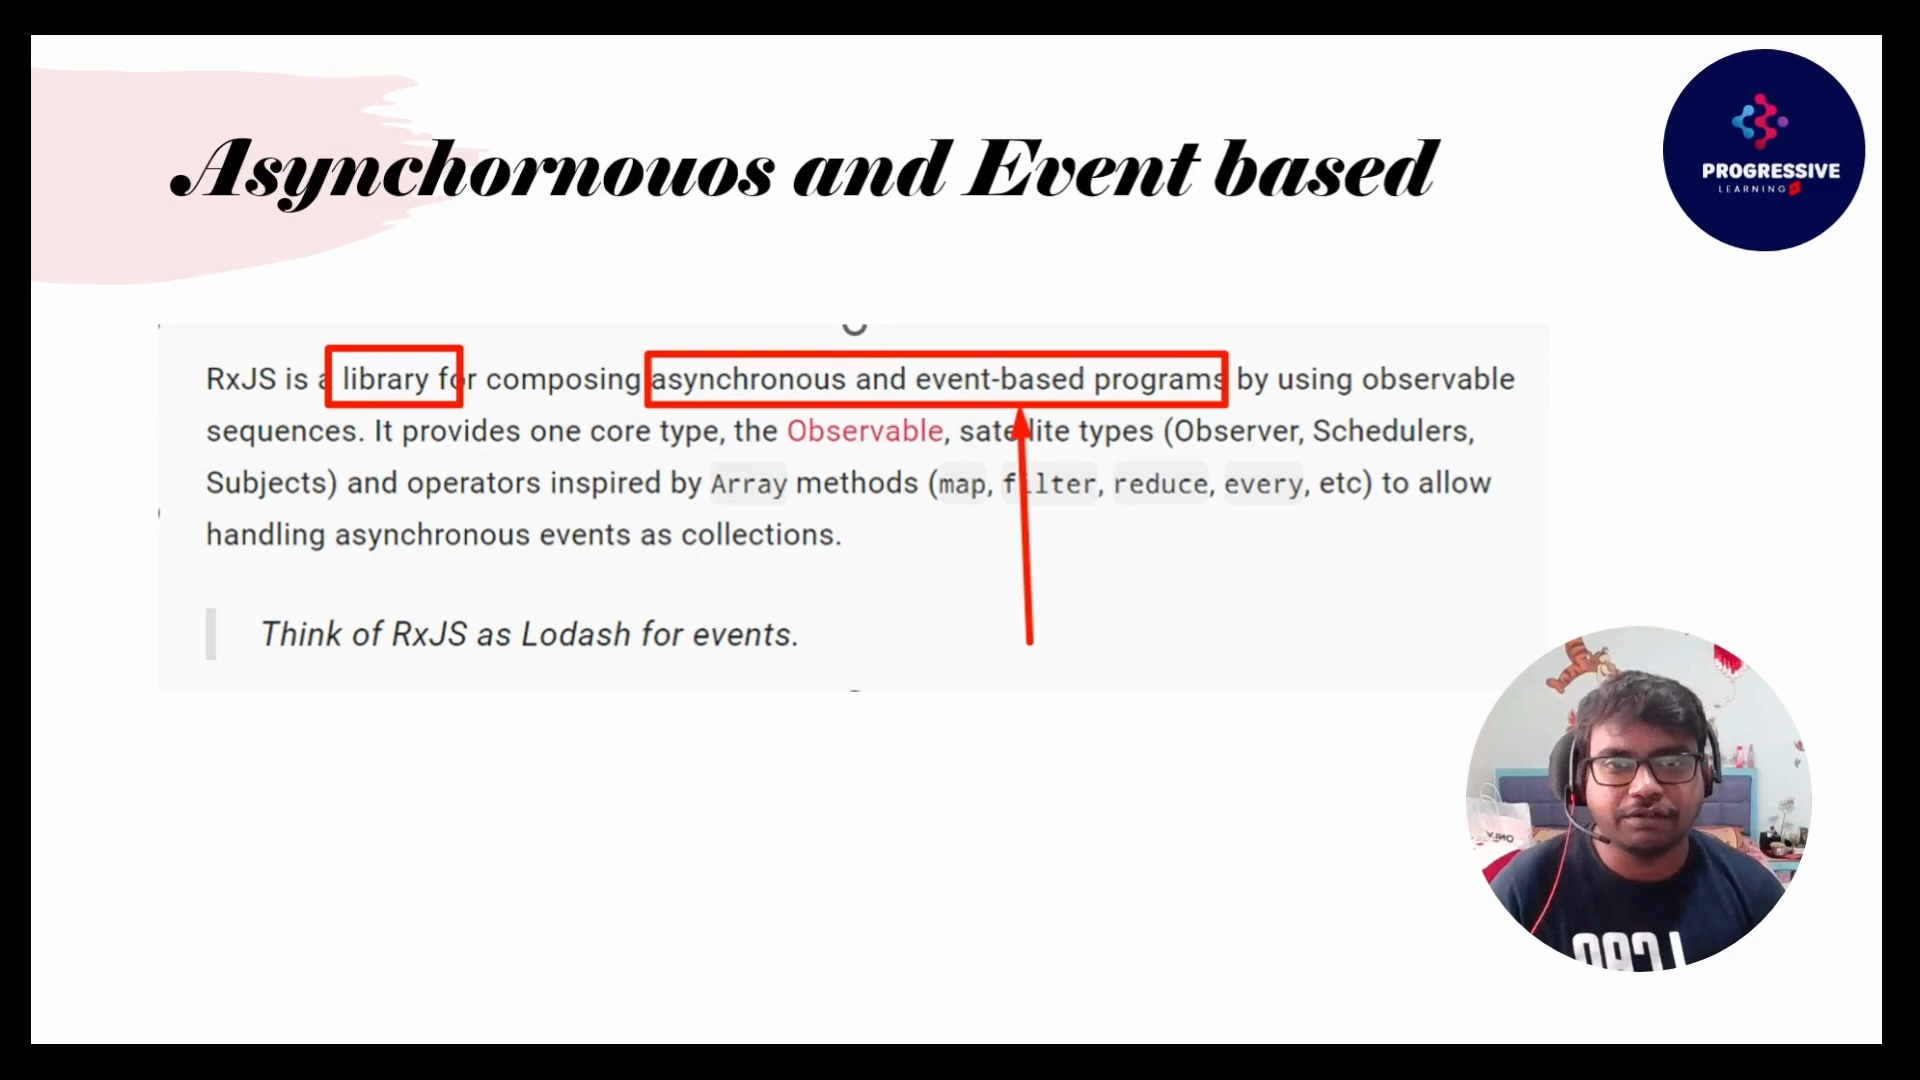 Asynchornouos and Event based
PROGRESSIVE
LEARNING
RxJS is a library for composing asynchronous and event-based programs by using observable
sequences. It provides one core type, the Observable, satellite types (Observer, Schedulers,
Subjects) and operators inspired by Array methods (map, filter, reduce, every, etc) to allow
handling asynchronous events as collections.
Think of RxJS as Lodash for events.
ONLY